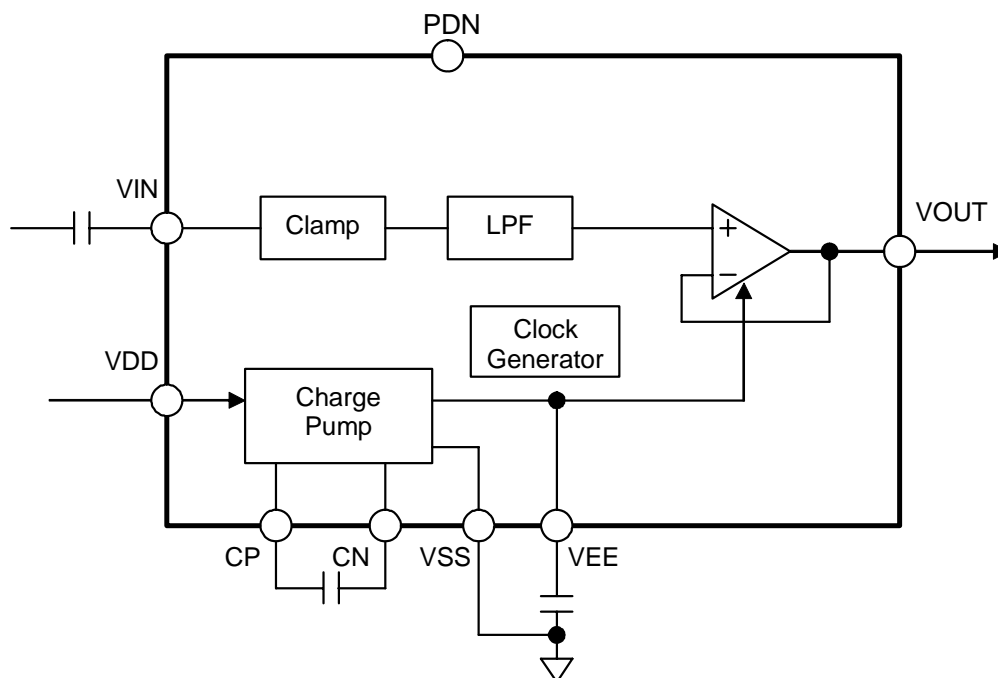 PDN
VIN
Clamp
LPF
+
−
VOUT
Clock
Generator
VDD
Charge
Pump
CP
CN
VSS
VEE